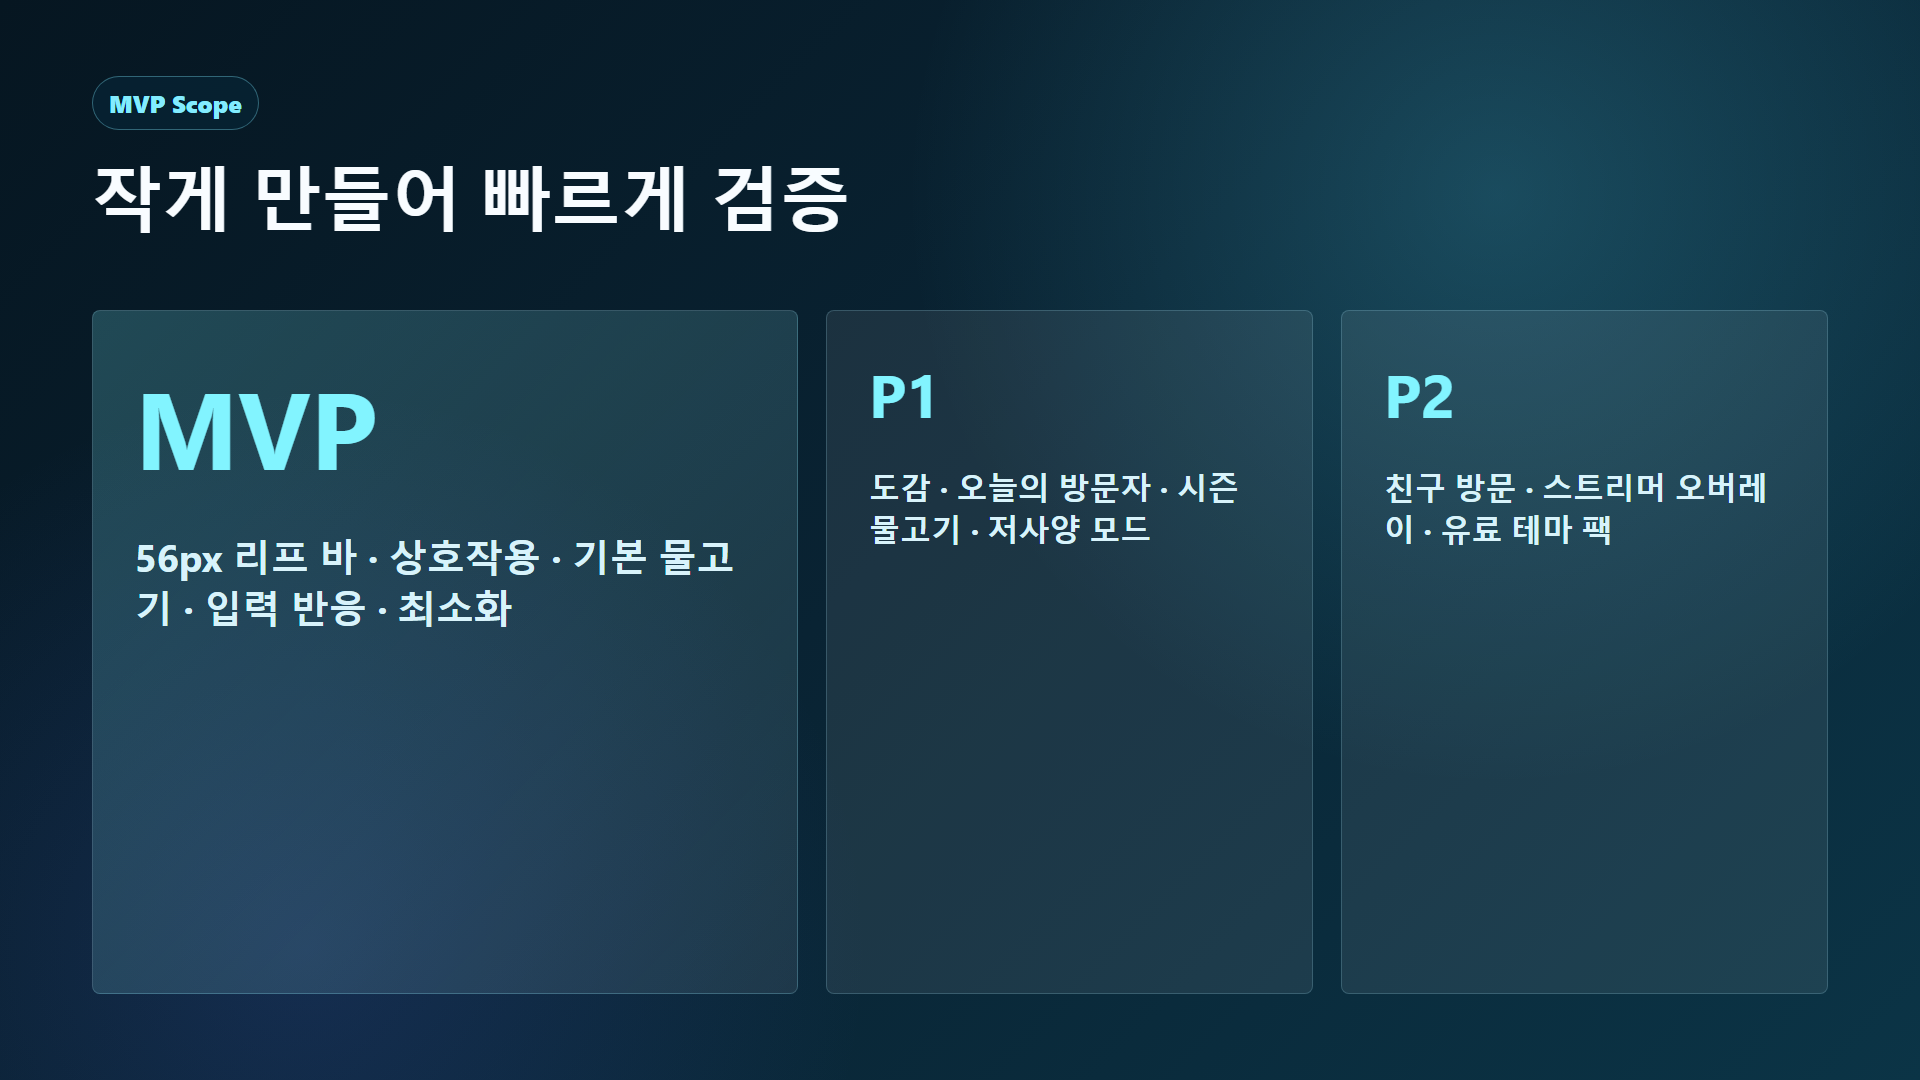 MVP Scope
작게 만들어 빠르게 검증
MVP
56px 리프 바 · 상호작용 · 기본 물고
기 · 입력 반응 · 최소화
P1
도감 · 오늘의 방문자 · 시즌
물고기 · 저사양 모드
P2
친구 방문 · 스트리머 오버레
이 · 유료 테마 팩